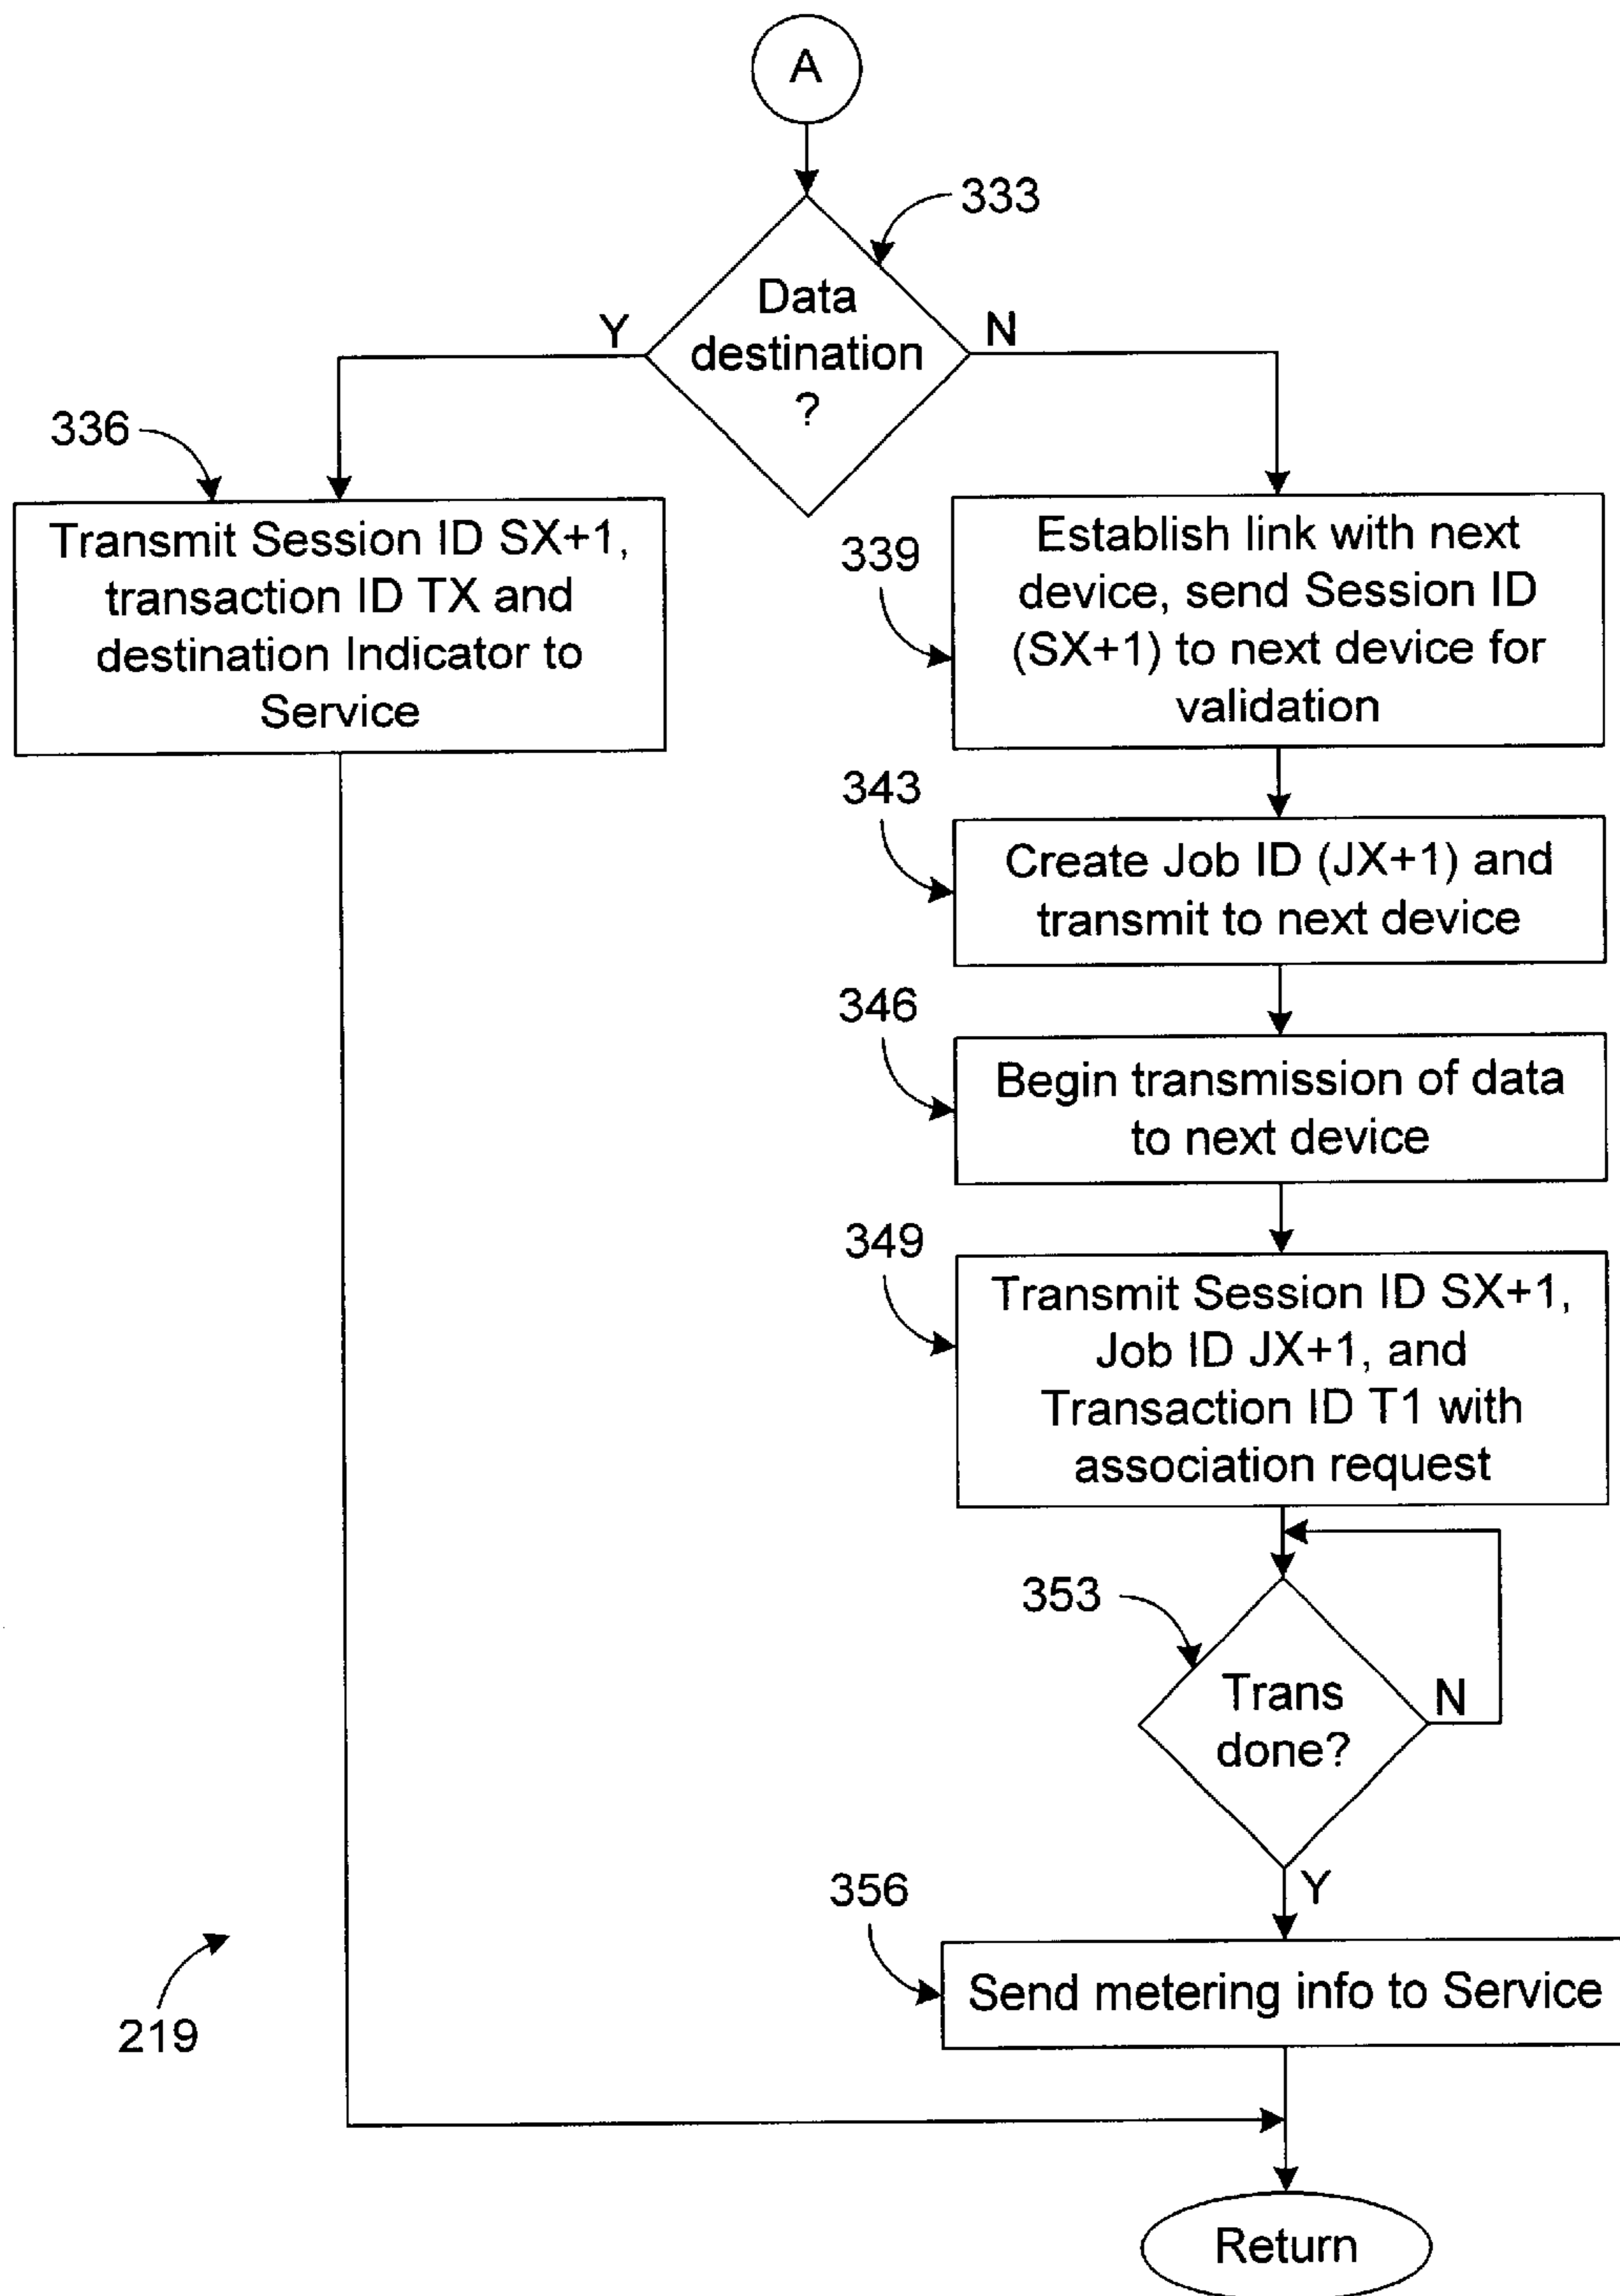 A
333
Data
destination
?
Y
N
336
Transmit Session ID SX+1,
transaction ID TX and
destination Indicator to
Service
339
Establish link with next
device, send Session ID
(SX+1) to next device for
validation
343
Create Job ID (JX+1) and
transmit to next device
346
Begin transmission of data
to next device
349
Transmit Session ID SX+1,
Job ID JX+1, and
Transaction ID T1 with
association request
353
Trans
done?
N
Y
356
Send metering info to Service
219
Return